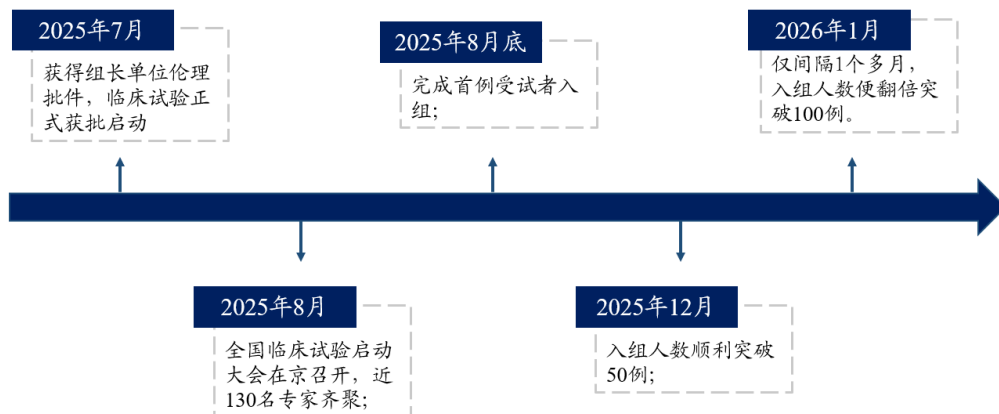 2025年7月
获得组长单位伦理
批件，临床试验正
式获批启动
2025年8月
全国临床试验启动
大会在京召开，近
130名专家齐聚;
2025年8月底
完成首例受试者入
组;
2025年12月
入组人数顺利突破
50例;
2026年1月
仅间隔1个多月，
入组人数便翻倍突
破100例。